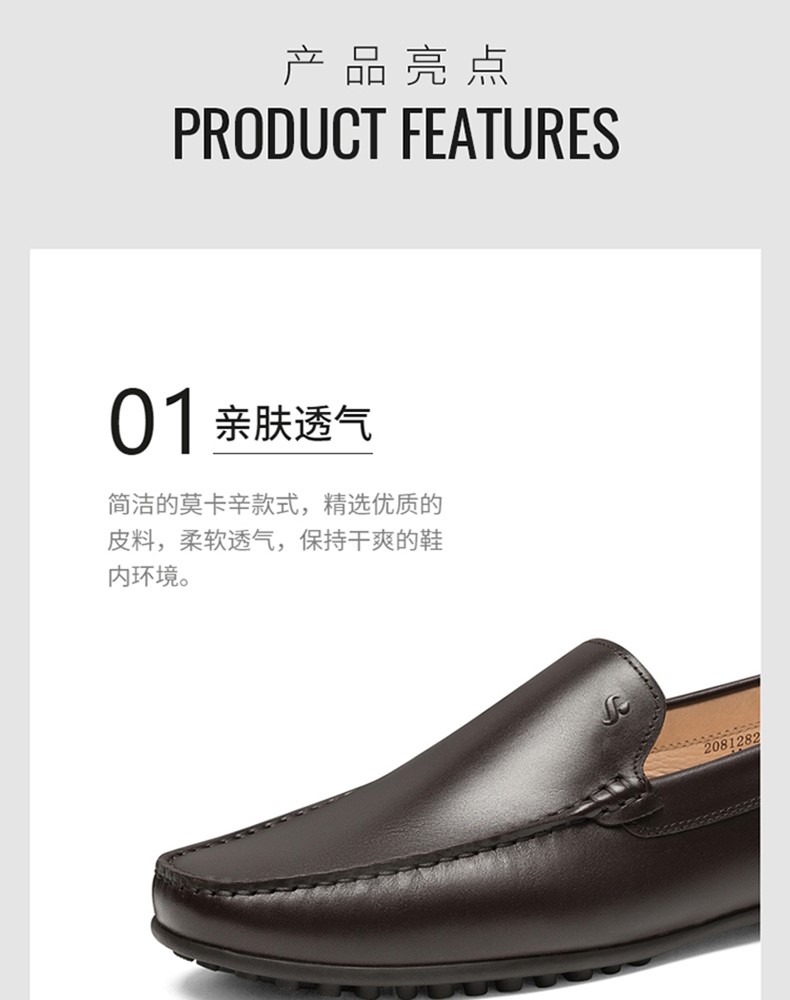 产品亮点
PRODUCT FEATURES
01 亲肤透气
简洁的莫卡辛款式，精选优质的
皮料，柔软透气，保持干爽的鞋
内环境。
2081282